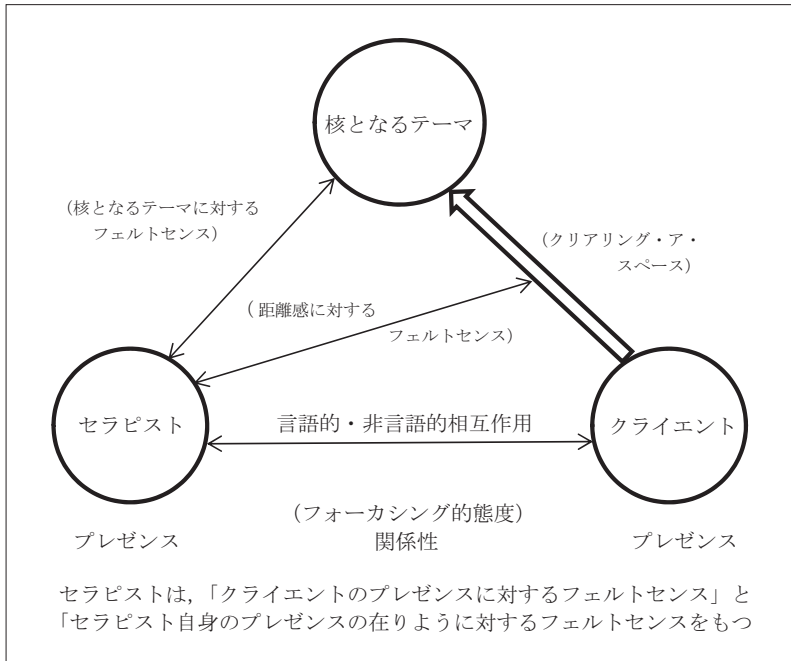 核となるテーマ
（核となるテーマに対する
フェルトセンス）
（クリアリング・ア・
スペース）
（距離感に対する
フェルトセンス）
セラピスト
言語的・非言語的相互作用
クライエント
（フォーカシング的態度）
プレゼンス
関係性
プレゼンス
セラピストは，「クライエントのプレゼンスに対するフェルトセンス」と
「セラピスト自身のプレゼンスの在りように対するフェルトセンスをもつ